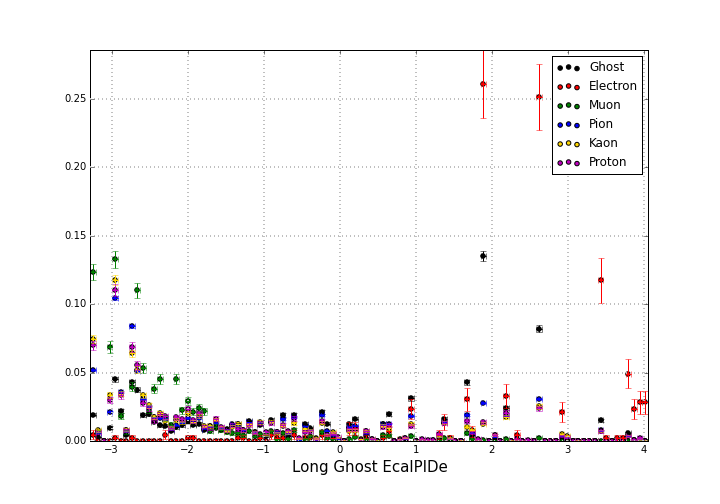 0.25
0.20
0.15
0.10
0.05
0.00
−3 −2 −1 0 1 2 3 4
Long Ghost EcalPIDe
Ghost
Electron
Muon
Pion
Kaon
Proton